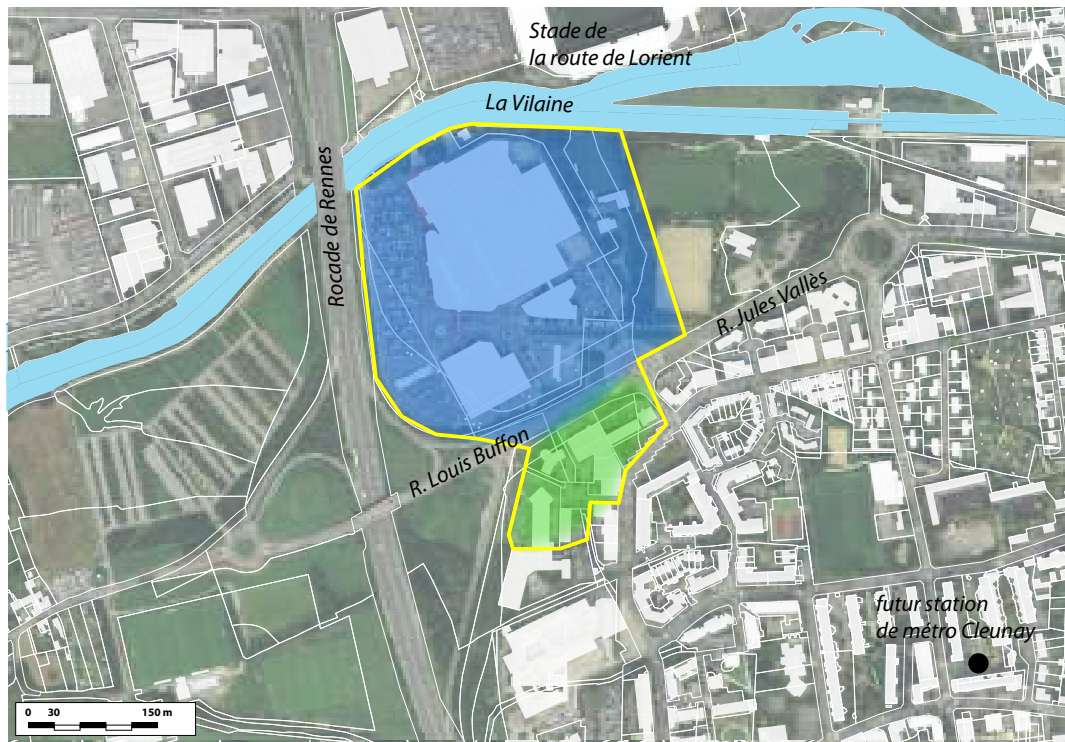 Stade de
la route de Lorient
N
La Vilaine
Rocade de Rennes
R. Jules Vallès
R. Louis Buffon
futur station
de métro Cleunay
0 30 150 m